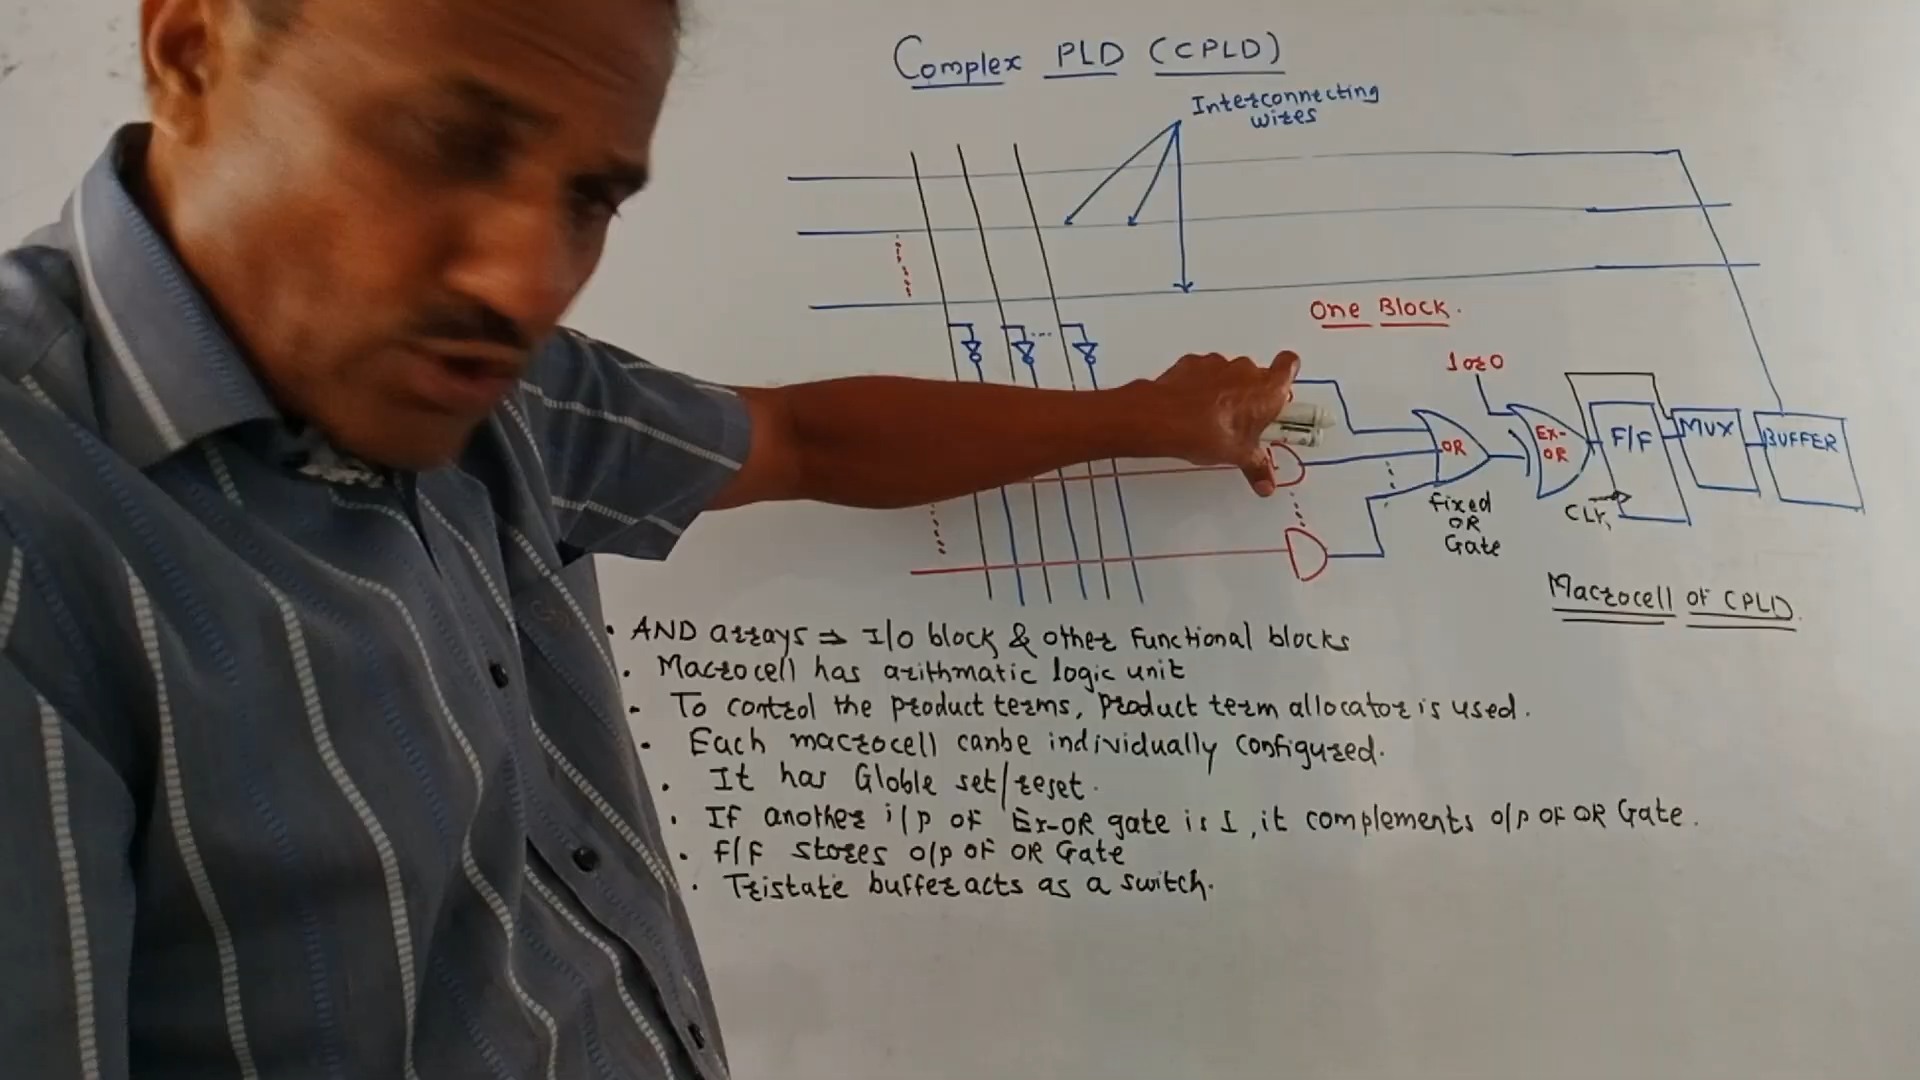 Complex PLD (CPLD)
Interconnecting
wires
One Block.
1 or 0
OR
Ex-
OR
F/F
MUX
BUFFER
CLK
fixed
OR
Gate
Macrocell of CPLD.
• AND arrays ⇒ I/o block & other Functional blocks
• Macrocell has arithmatic logic unit
• To control the product terms, product term allocator is used.
• Each macrocell canbe individually configured.
• It has Globle set/reset.
• If another i/p of Ex-OR gate is 1, it complements o/p of OR Gate.
• F/F stores o/p of OR Gate
• Tristate buffer acts as a switch.